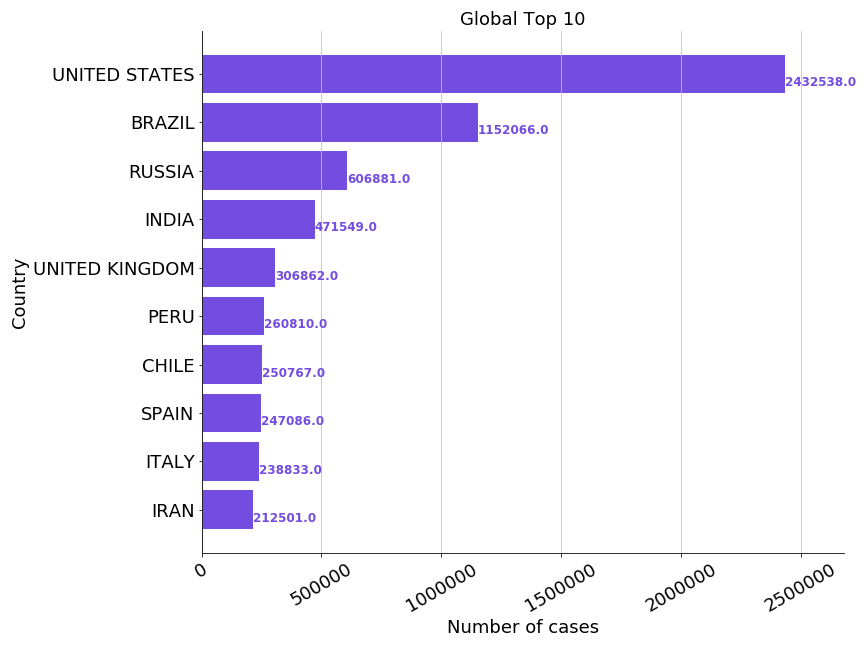 Global Top 10
UNITED STATES
2432538.0
BRAZIL
1152066.0
RUSSIA
606881.0
INDIA
471549.0
UNITED KINGDOM
306862.0
PERU
260810.0
CHILE
250767.0
SPAIN
247086.0
ITALY
238833.0
IRAN
212501.0
Country
0
500000
1000000
1500000
2000000
2500000
Number of cases